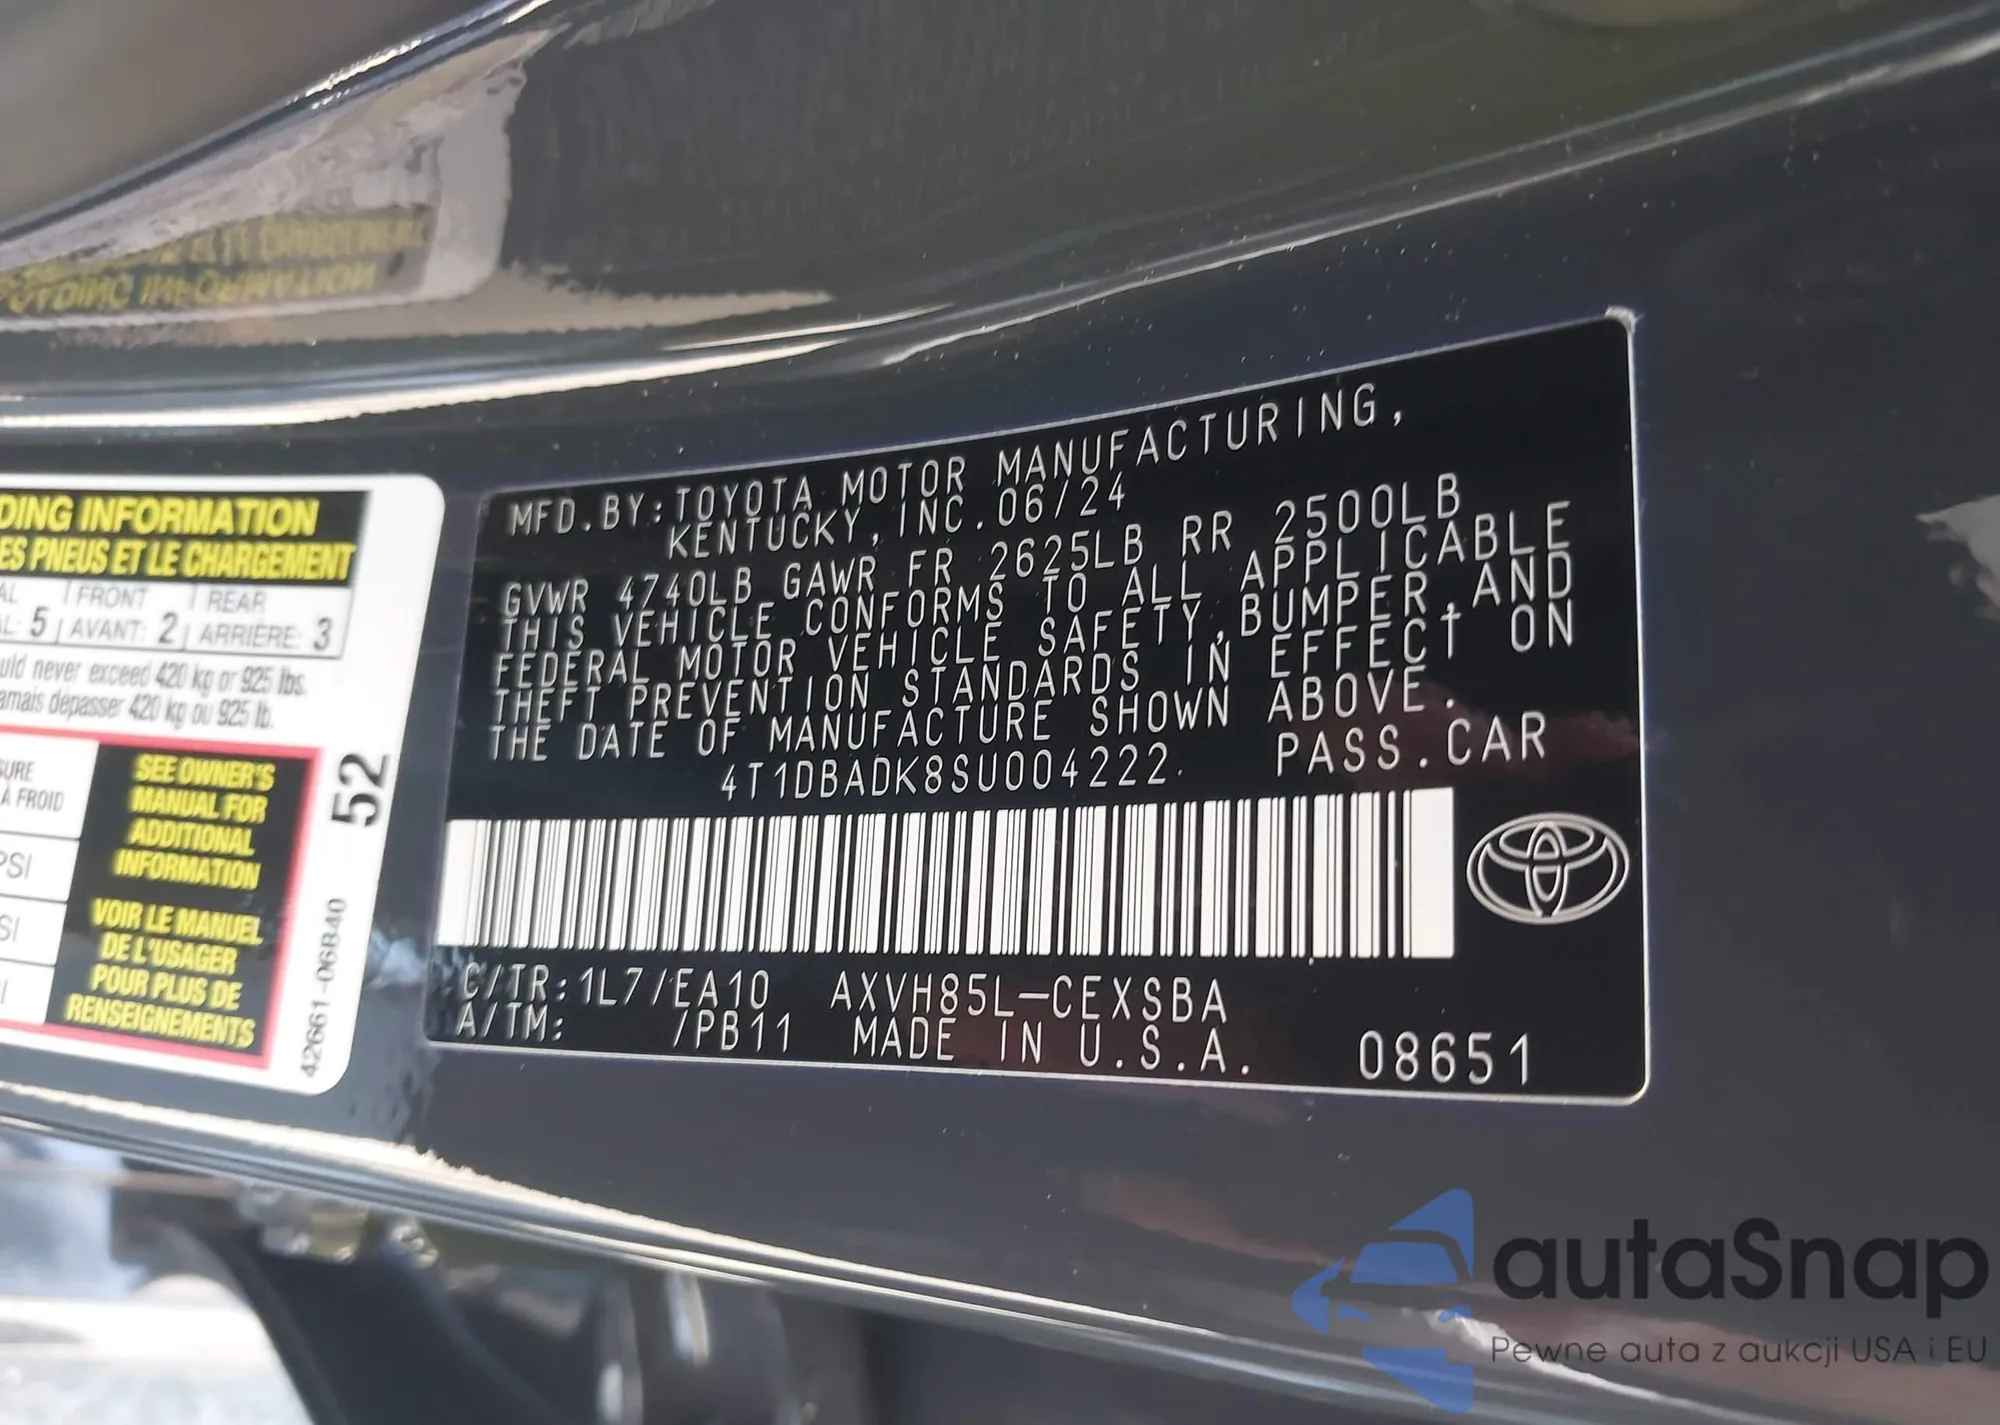 DING INFORMATION
ES PNEUS ET LE CHARGEMENT
AL FRONT REAR
L: 5 AVANT: 2 ARRIÈRE: 3
uld never exceed 420 kg or 925 lbs.
amais dépasser 420 kg ou 925 lb.
URE
À FROID
PSI
SI
I
SEE OWNER'S
MANUAL FOR
ADDITIONAL
INFORMATION
VOIR LE MANUEL
DE L'USAGER
POUR PLUS DE
RENSEIGNEMENTS
52
42661-06B40
MFD.BY:TOYOTA MOTOR MANUFACTURING,
KENTUCKY,INC.06/24
GVWR 4740LB GAWR FR 2625LB RR 2500LB
THIS VEHICLE CONFORMS TO ALL APPLICABLE
FEDERAL MOTOR VEHICLE SAFETY,BUMPER,AND
THEFT PREVENTION STANDARDS IN EFFECT ON
THE DATE OF MANUFACTURE SHOWN ABOVE.
4T1DBADK8SU004222 PASS.CAR
C/TR:1L7/EA10 AXVH85L-CEXSBA
A/TM: /PB11 MADE IN U.S.A. 08651
autaSnap
Pewne auta z aukcji USA i EU